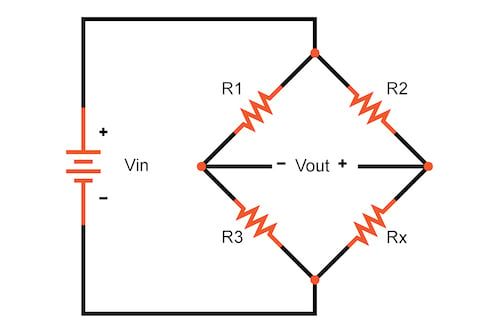 R1
R2
+
Vin
− Vout +
−
R3
Rx